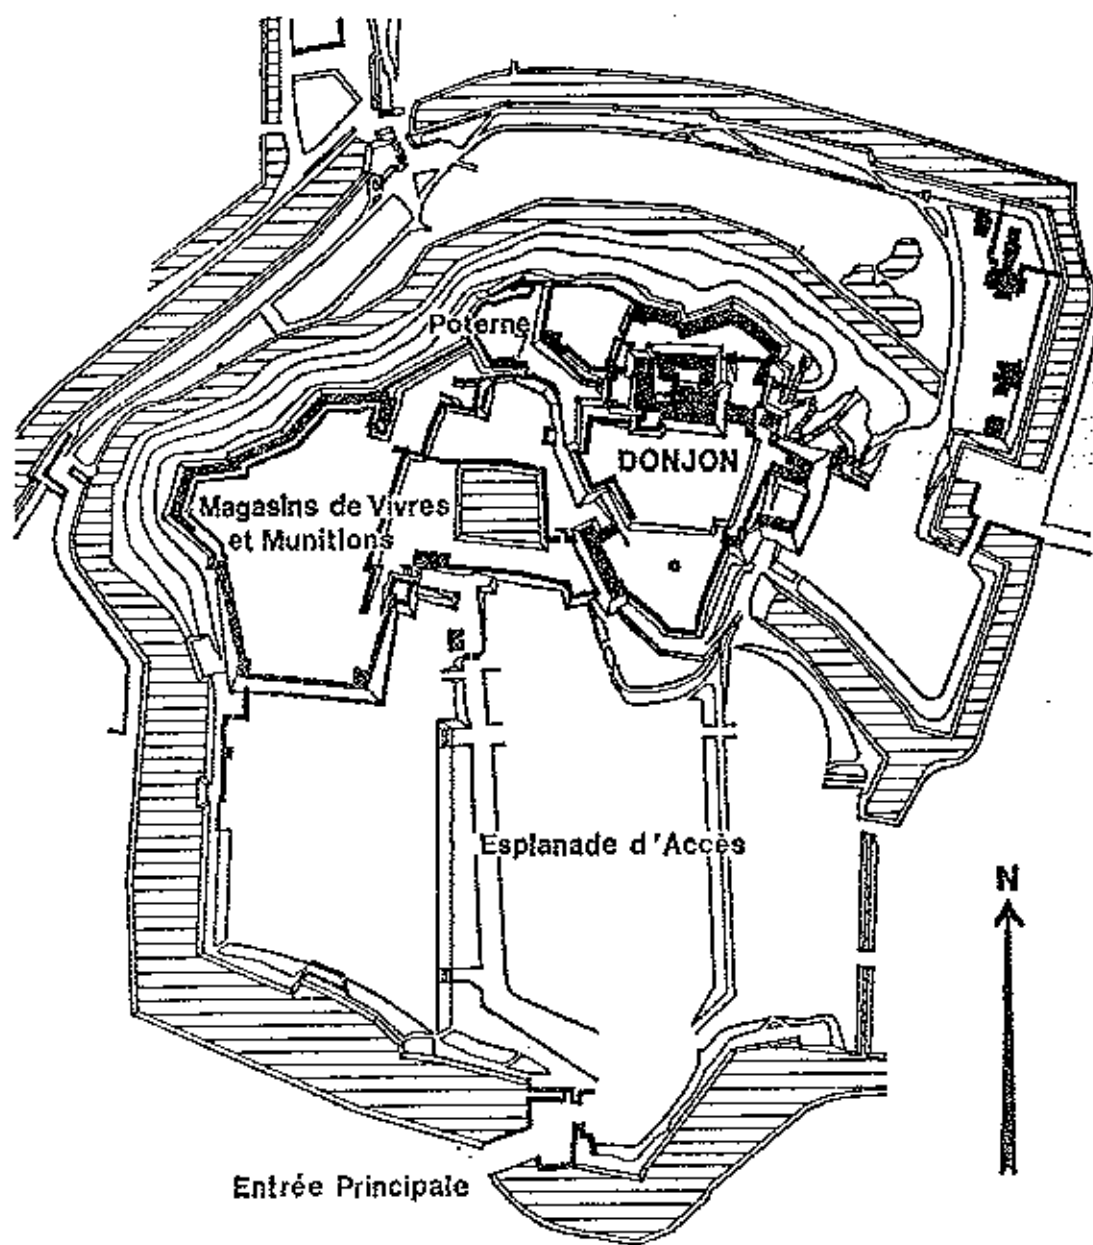 Poterne
DONJON
Magasins de Vivres
et Munitions
Esplanade d'Accès
N
Entrée Principale